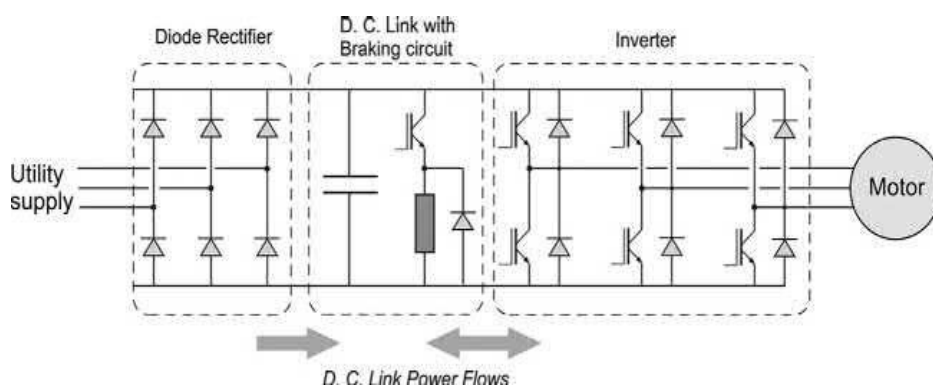 Diode Rectifier
D. C. Link with
Braking circuit
Inverter
Utility
supply
Motor
D. C. Link Power Flows